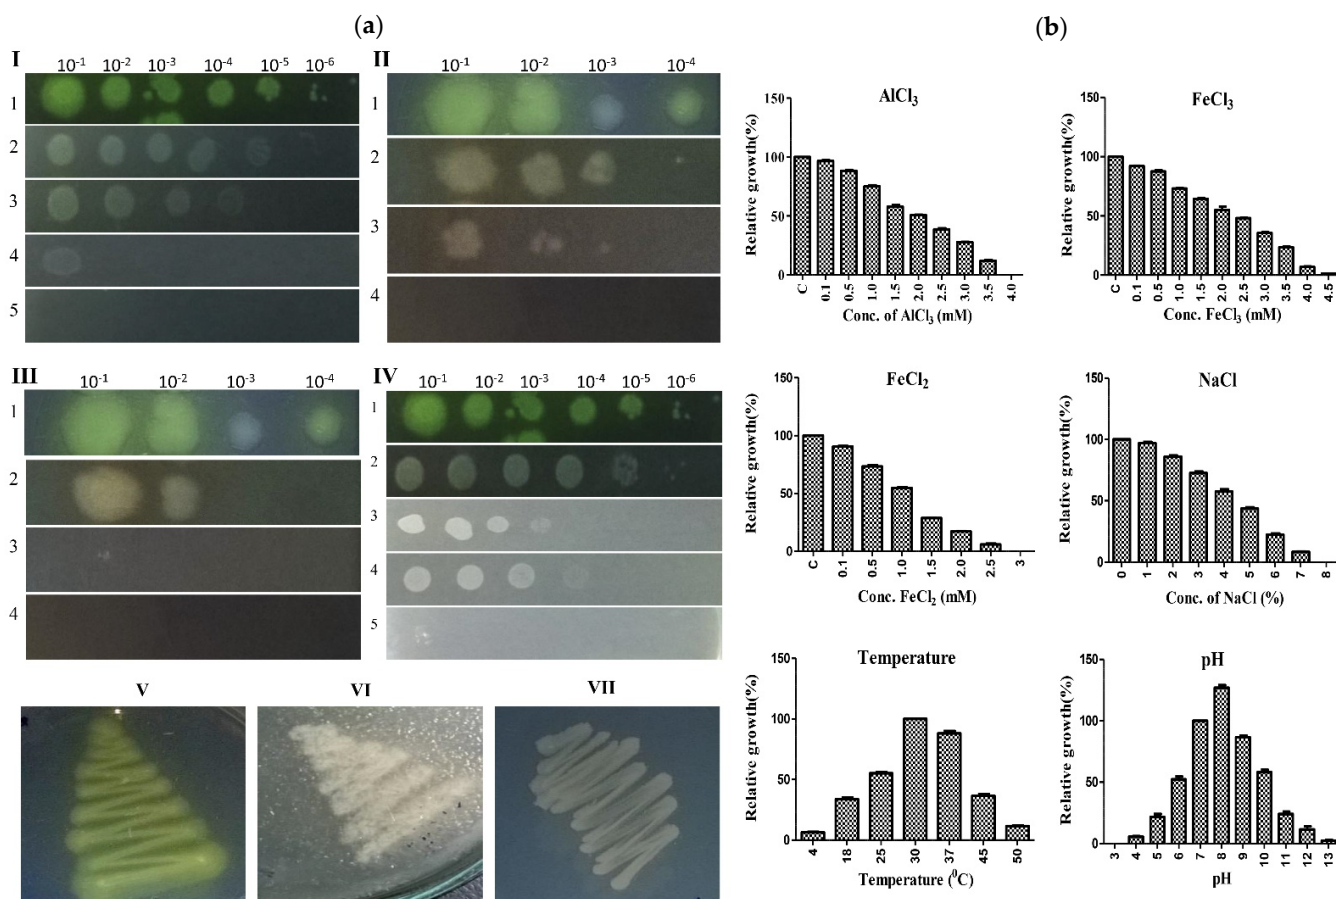 (a)
I
10-1 10-2 10-3 10-4 10-5 10-6
1
2
3
4
5
II
10-1 10-2 10-3 10-4
1
2
3
4
III
10-1 10-2 10-3 10-4
1
2
3
4
IV
10-1 10-2 10-3 10-4 10-5 10-6
1
2
3
4
5
V
VI
VII
(b)
AlCl3
Relative growth(%)
150
100
50
0
C 0.1 0.5 1.0 1.5 2.0 2.5 3.0 3.5 4.0
Conc. of AlCl3 (mM)
FeCl3
Relative growth(%)
150
100
50
0
C 0.1 0.5 1.0 1.5 2.0 2.5 3.0 3.5 4.0 4.5
Conc. FeCl3 (mM)
FeCl2
Relative growth(%)
150
100
50
0
C 0.1 0.5 1.0 1.5 2.0 2.5 3
Conc. FeCl2 (mM)
NaCl
Relative growth(%)
150
100
50
0
0 1 2 3 4 5 6 7 8
Conc. of NaCl (%)
Temperature
Relative growth(%)
150
100
50
0
4 18 25 30 37 45 50
Temperature (0C)
pH
Relative growth(%)
150
100
50
0
3 4 5 6 7 8 9 10 11 12 13
pH